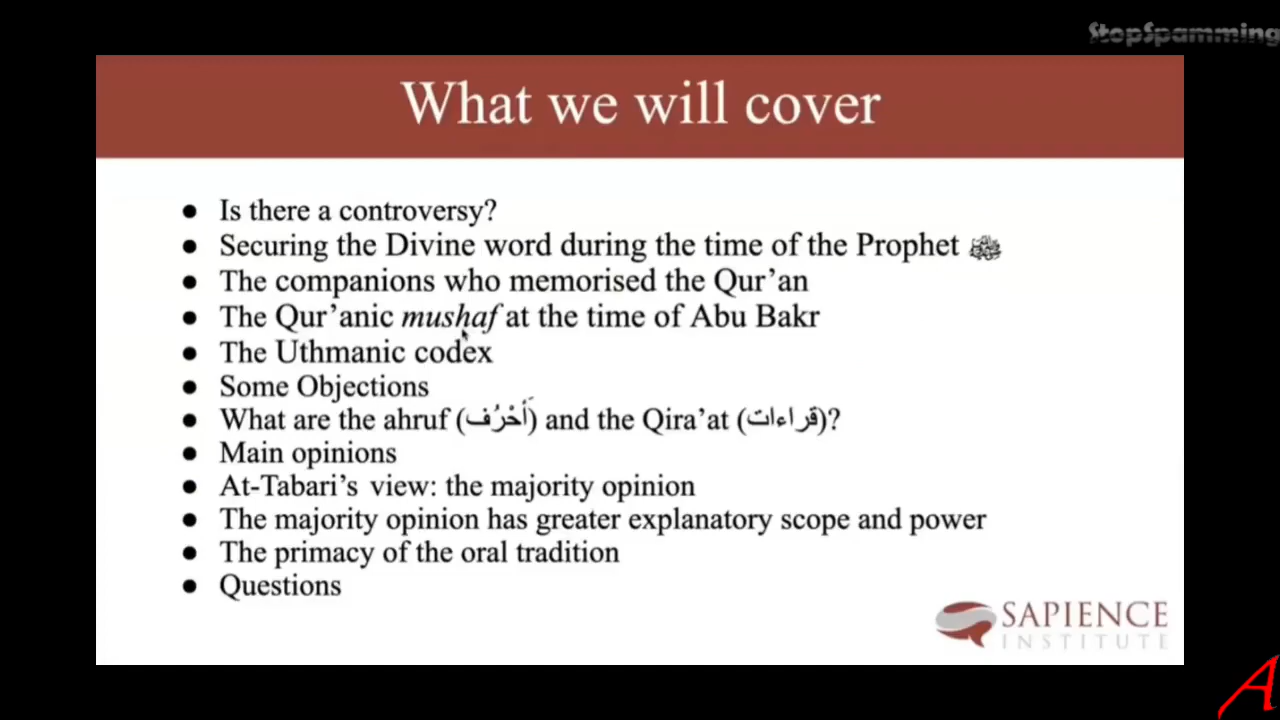 StopSpamming
What we will cover
● Is there a controversy?
● Securing the Divine word during the time of the Prophet ﷺ
● The companions who memorised the Qur’an
● The Qur’anic mushaf at the time of Abu Bakr
● The Uthmanic codex
● Some Objections
● What are the ahruf (أَحْرُف) and the Qira’at (قراءات)?
● Main opinions
● At-Tabari’s view: the majority opinion
● The majority opinion has greater explanatory scope and power
● The primacy of the oral tradition
● Questions
SAPIENCE
INSTITUTE
A